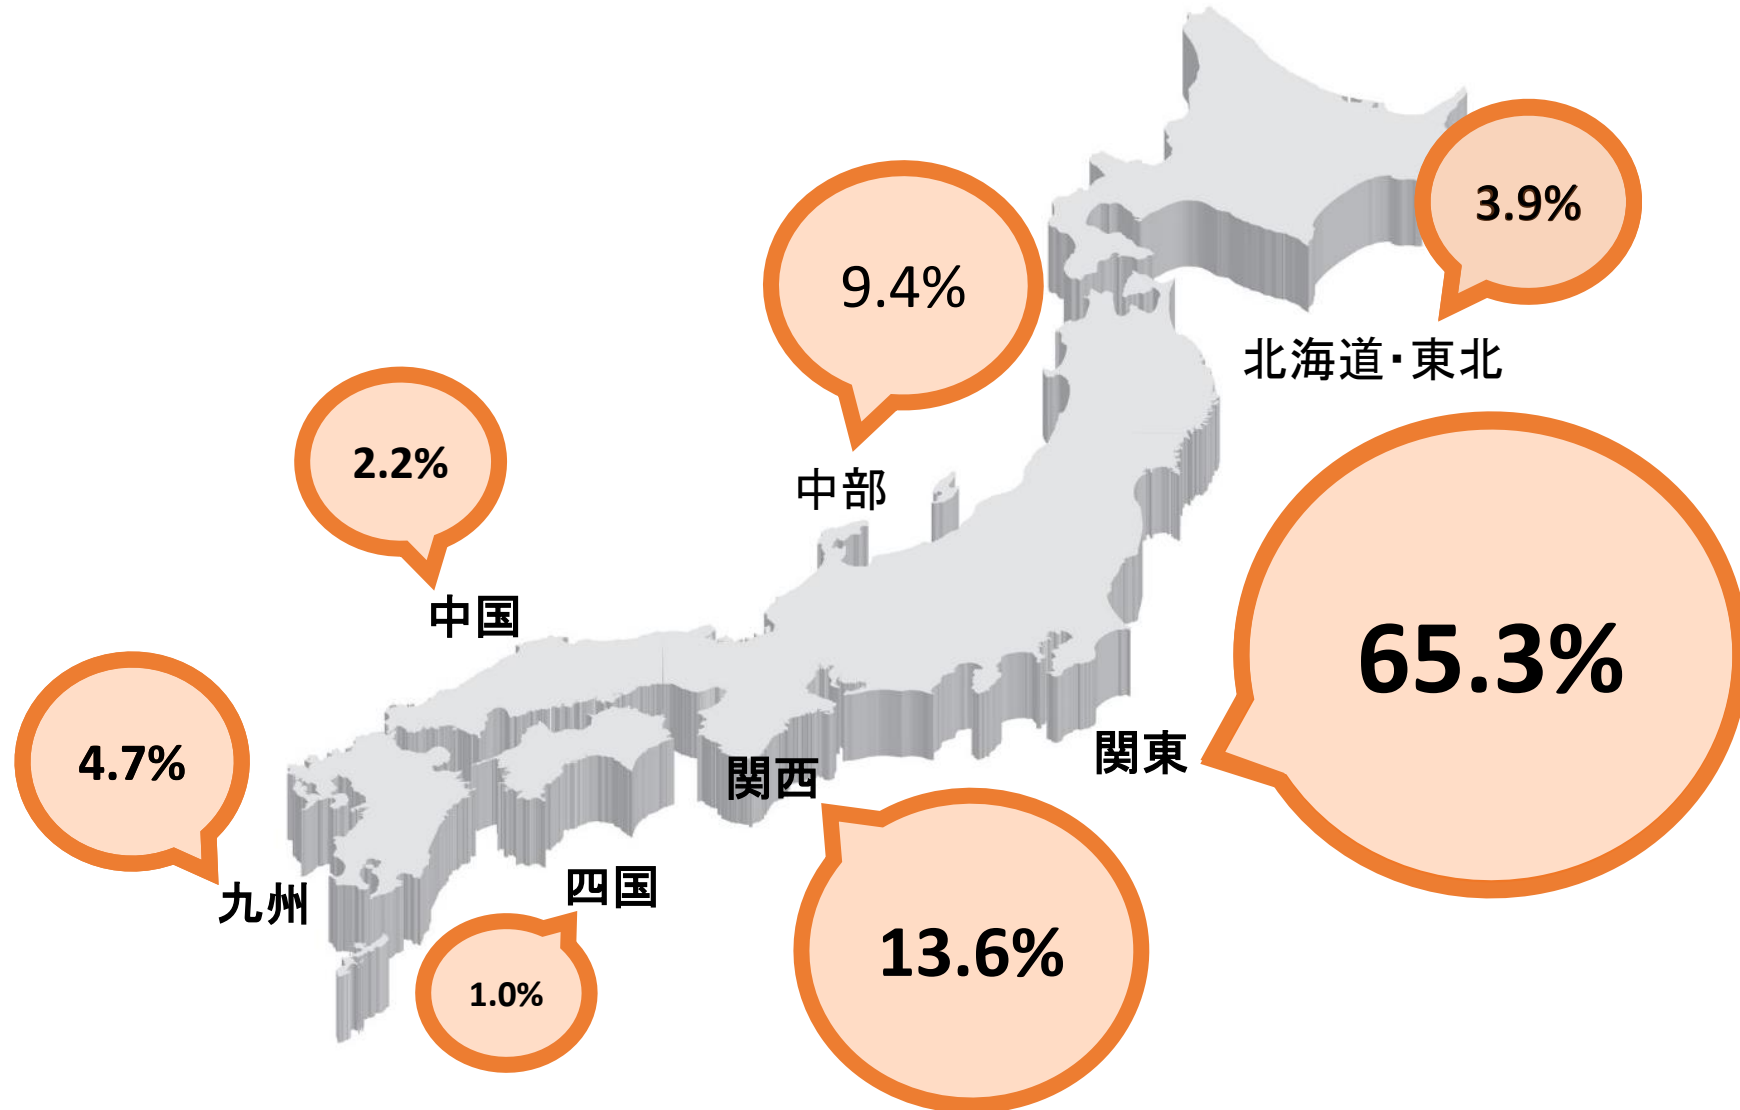 3.9%
北海道・東北
9.4%
中部
2.2%
中国
65.3%
関東
4.7%
九州
関西
13.6%
四国
1.0%